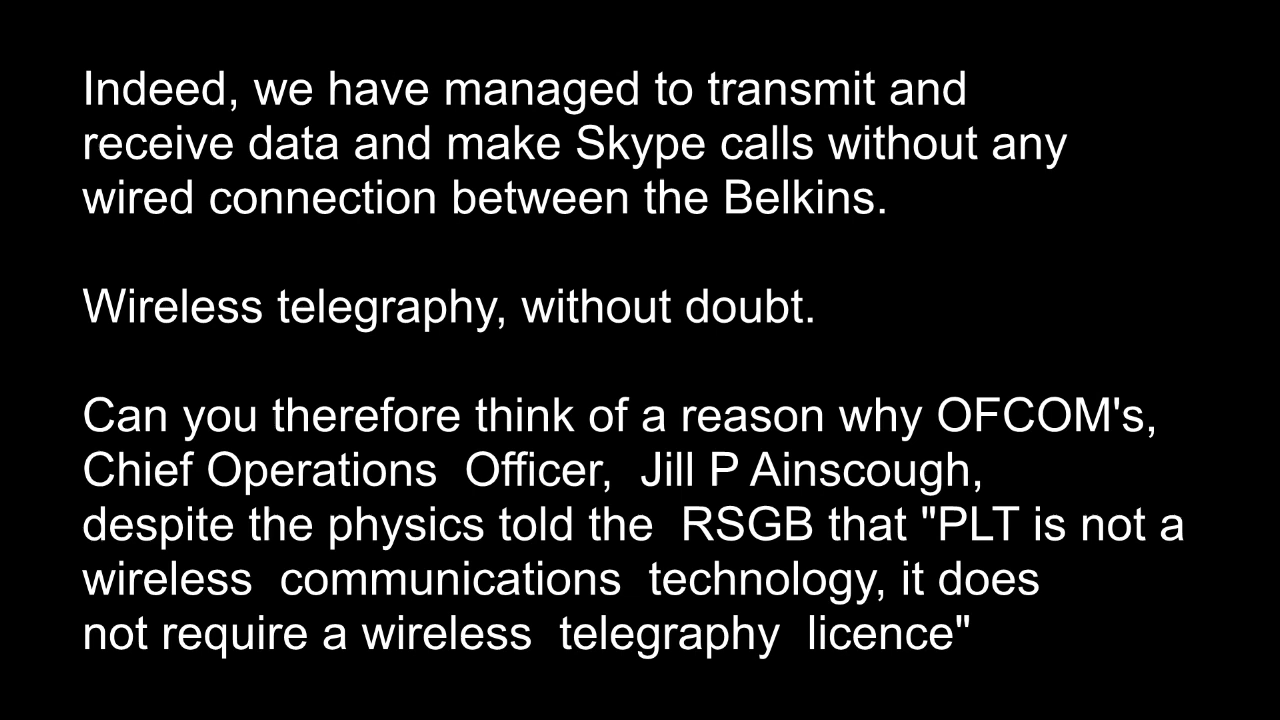 Indeed, we have managed to transmit and
receive data and make Skype calls without any
wired connection between the Belkins.
Wireless telegraphy, without doubt.
Can you therefore think of a reason why OFCOM's,
Chief Operations  Officer,  Jill P Ainscough,
despite the physics told the  RSGB that "PLT is not a
wireless  communications  technology, it does
not require a wireless  telegraphy  licence"